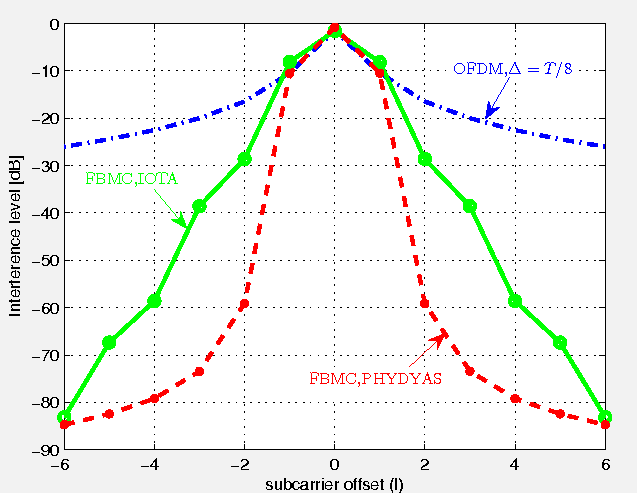 0
−10
−20
−30
−40
−50
−60
−70
−80
−90
Interference level [dB]
OFDM,Δ = T/8
FBMC,IOTA
FBMC,PHYDYAS
−6 −4 −2 0 2 4 6
subcarrier offset (l)